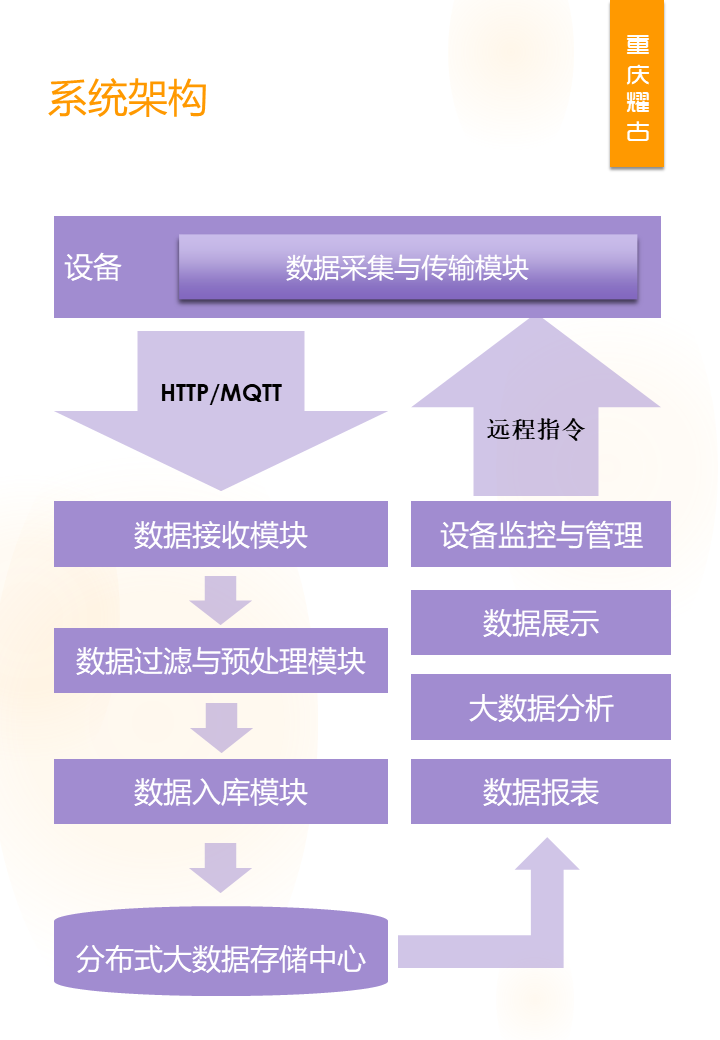 系统架构
重庆耀古
设备
数据采集与传输模块
HTTP/MQTT
远程指令
数据接收模块
设备监控与管理
数据展示
数据过滤与预处理模块
大数据分析
数据入库模块
数据报表
分布式大数据存储中心